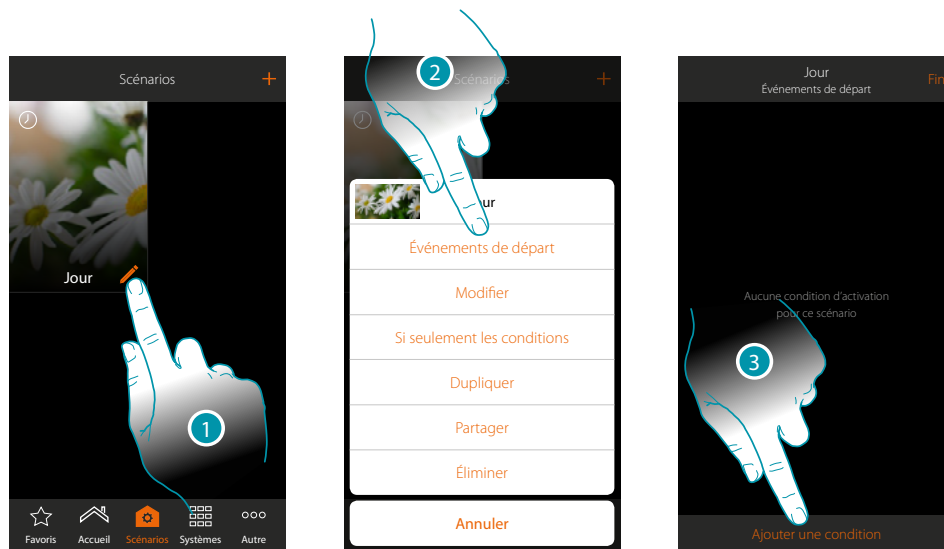 Scénarios
+
Jour
1
Favoris
Accueil
Scénarios
Systèmes
Autre
2
Scénarios
+
ur
Événements de départ
Modifier
Si seulement les conditions
Dupliquer
Partager
Éliminer
Annuler
Jour
Fin
Événements de départ
Aucune condition d'activation
pour ce scénario
3
Ajouter une condition